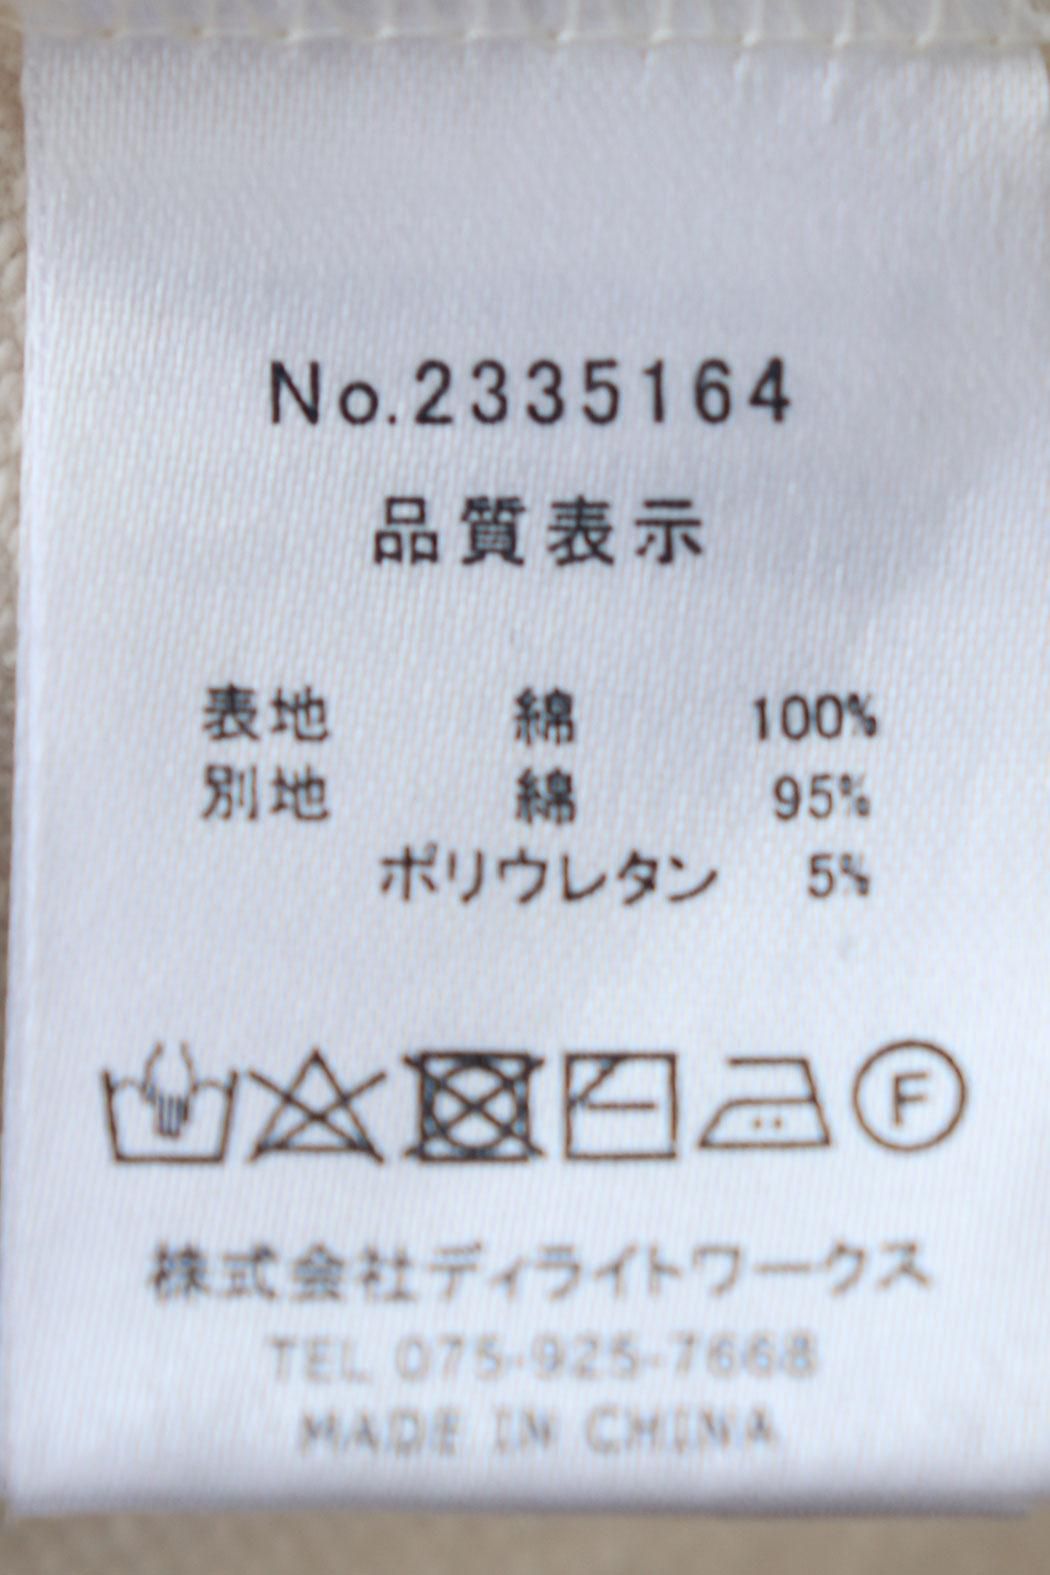 No.2335164
品質表示
表地 綿 100%
別地 綿 95%
ポリウレタン 5%
F
株式会社ディライトワークス
TEL 075-925-7668
MADE IN CHINA